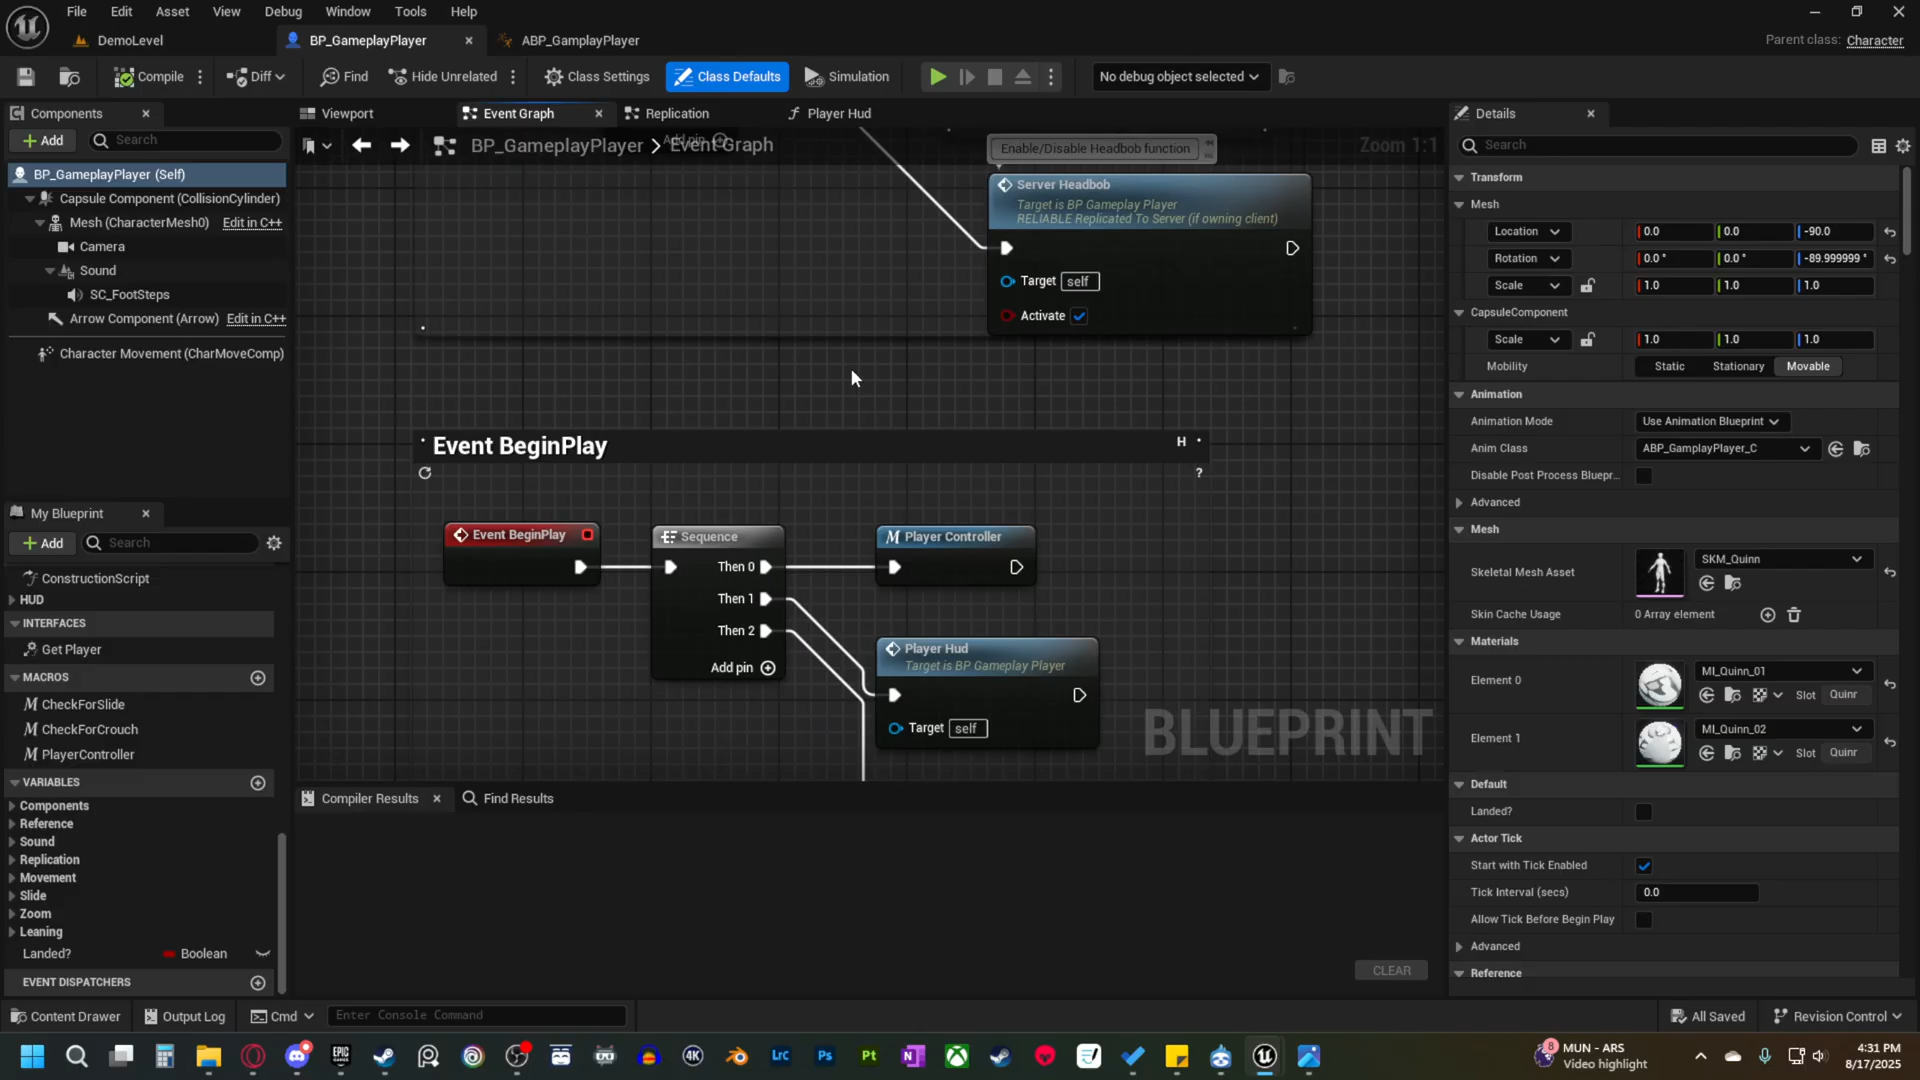 File Edit Asset View Debug Window Tools Help
DemoLevel BP_GameplayPlayer ABP_GamplayPlayer Parent class: Character
Compile Diff Find Hide Unrelated Class Settings Class Defaults Simulation No debug object selected
Components
Add Search
BP_GameplayPlayer (Self)
Capsule Component (CollisionCylinder)
Mesh (CharacterMesh0) Edit in C++
Camera
Sound
SC_FootSteps
Arrow Component (Arrow) Edit in C++
Character Movement (CharMoveComp)
My Blueprint
Add Search
ConstructionScript
HUD
INTERFACES
Get Player
MACROS
CheckForSlide
CheckForCrouch
PlayerController
VARIABLES
Components
Reference
Sound
Replication
Movement
Slide
Zoom
Leaning
Landed? Boolean
EVENT DISPATCHERS
Viewport Event Graph Replication Player Hud
Add pin
BP_GameplayPlayer > Event Graph Zoom 1:1
Enable/Disable Headbob function
Server Headbob
Target is BP Gameplay Player
RELIABLE Replicated To Server (if owning client)
Target self
Activate
Event BeginPlay H
?
Event BeginPlay Sequence Player Controller
Then 0
Then 1
Then 2
Add pin
Player Hud
Target is BP Gameplay Player
Target self
BLUEPRINT
Compiler Results Find Results
CLEAR
Details
Search
Transform
Mesh
Location 0.0 0.0 -90.0
Rotation 0.0 ° 0.0 ° -89.999999 °
Scale 1.0 1.0 1.0
CapsuleComponent
Scale 1.0 1.0 1.0
Mobility Static Stationary Movable
Animation
Animation Mode Use Animation Blueprint
Anim Class ABP_GamplayPlayer_C
Disable Post Process Bluepr...
Advanced
Mesh
Skeletal Mesh Asset SKM_Quinn
Skin Cache Usage 0 Array element
Materials
Element 0 MI_Quinn_01
Slot Quinr
Element 1 MI_Quinn_02
Slot Quinr
Default
Landed?
Actor Tick
Start with Tick Enabled
Tick Interval (secs) 0.0
Allow Tick Before Begin Play
Advanced
Reference
Content Drawer Output Log Cmd Enter Console Command All Saved Revision Control
EPIC GAMES 4K LrC Ps Pt N 8 MUN - ARS
Video highlight
4:31 PM
8/17/2025